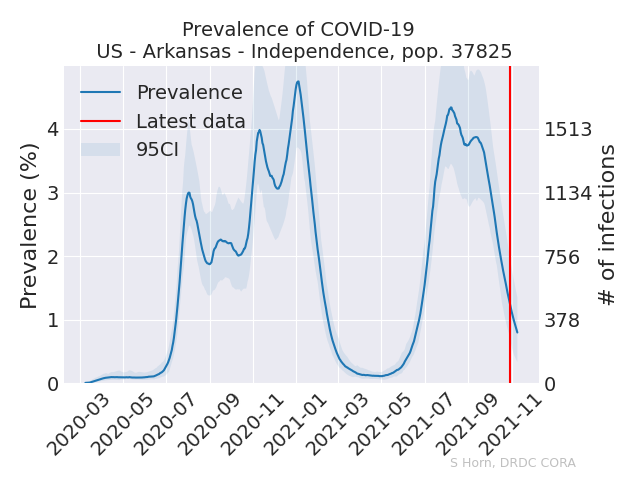 Prevalence of COVID-19
US - Arkansas - Independence, pop. 37825
Prevalence
Latest data
95CI
Prevalence (%)
4
3
2
1
0
1513
1134
756
378
0
# of infections
2020-03
2020-05
2020-07
2020-09
2020-11
2021-01
2021-03
2021-05
2021-07
2021-09
2021-11
S Horn, DRDC CORA